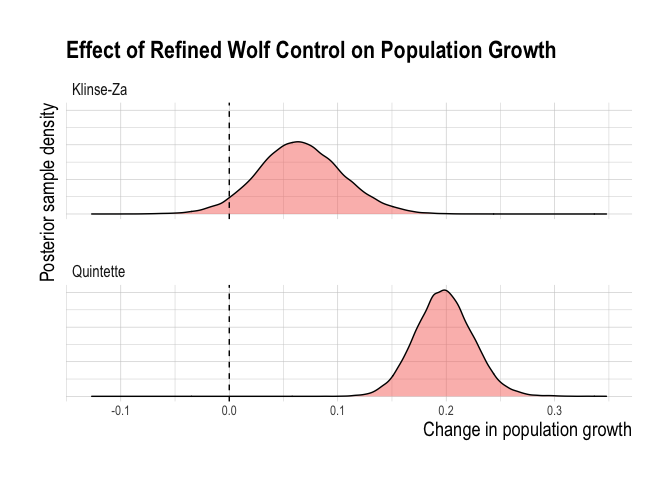 Effect of Refined Wolf Control on Population Growth
Klinse-Za
Posterior sample density
Quintette
-0.1 0.0 0.1 0.2 0.3
Change in population growth